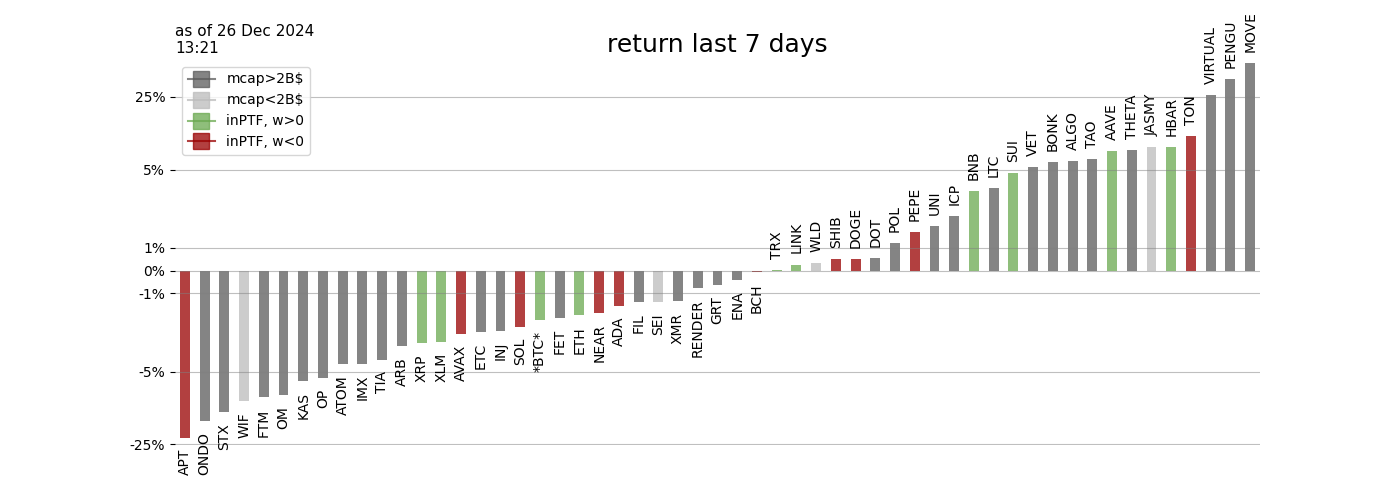 as of 26 Dec 2024
13:21
return last 7 days
mcap>2B$
mcap<2B$
inPTF, w>0
inPTF, w<0
25%
5%
1%
0%
-1%
-5%
-25%
APT
ONDO
STX
WIF
FTM
OM
KAS
OP
ATOM
IMX
TIA
ARB
XRP
XLM
AVAX
ETC
INJ
SOL
*BTC*
FET
ETH
NEAR
ADA
FIL
SEI
XMR
RENDER
GRT
ENA
BCH
TRX
LINK
WLD
SHIB
DOGE
DOT
POL
PEPE
UNI
ICP
BNB
LTC
SUI
VET
BONK
ALGO
TAO
AAVE
THETA
JASMY
HBAR
TON
VIRTUAL
PENGU
MOVE